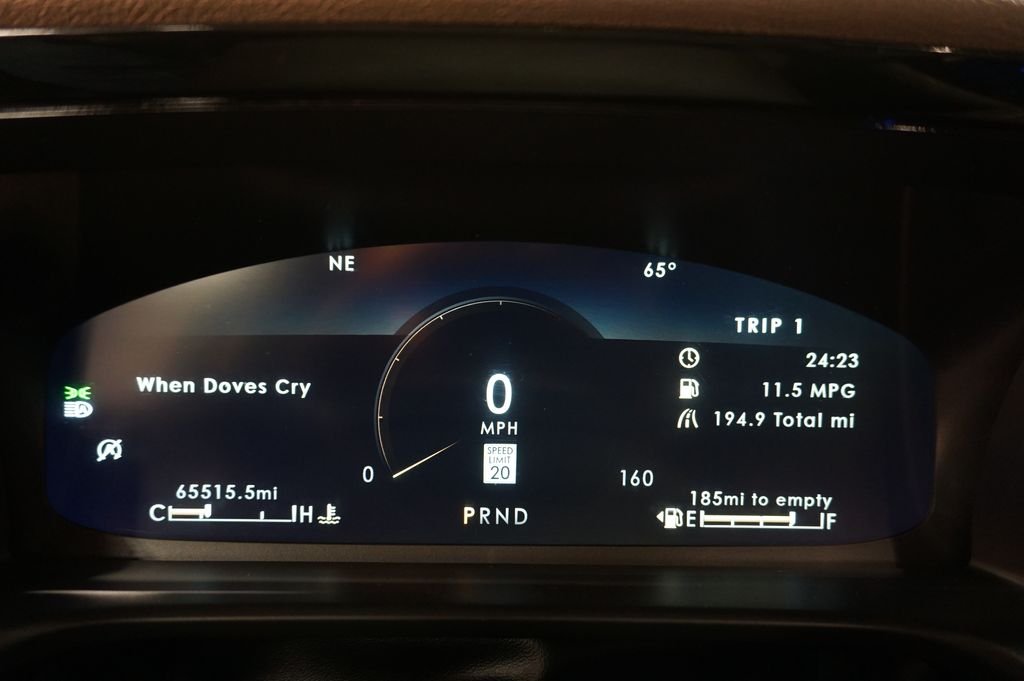 NE
65°
TRIP 1
24:23
11.5 MPG
194.9 Total mi
When Doves Cry
0
MPH
SPEED
LIMIT
20
0
160
65515.5mi
C H
PRND
185mi to empty
E F